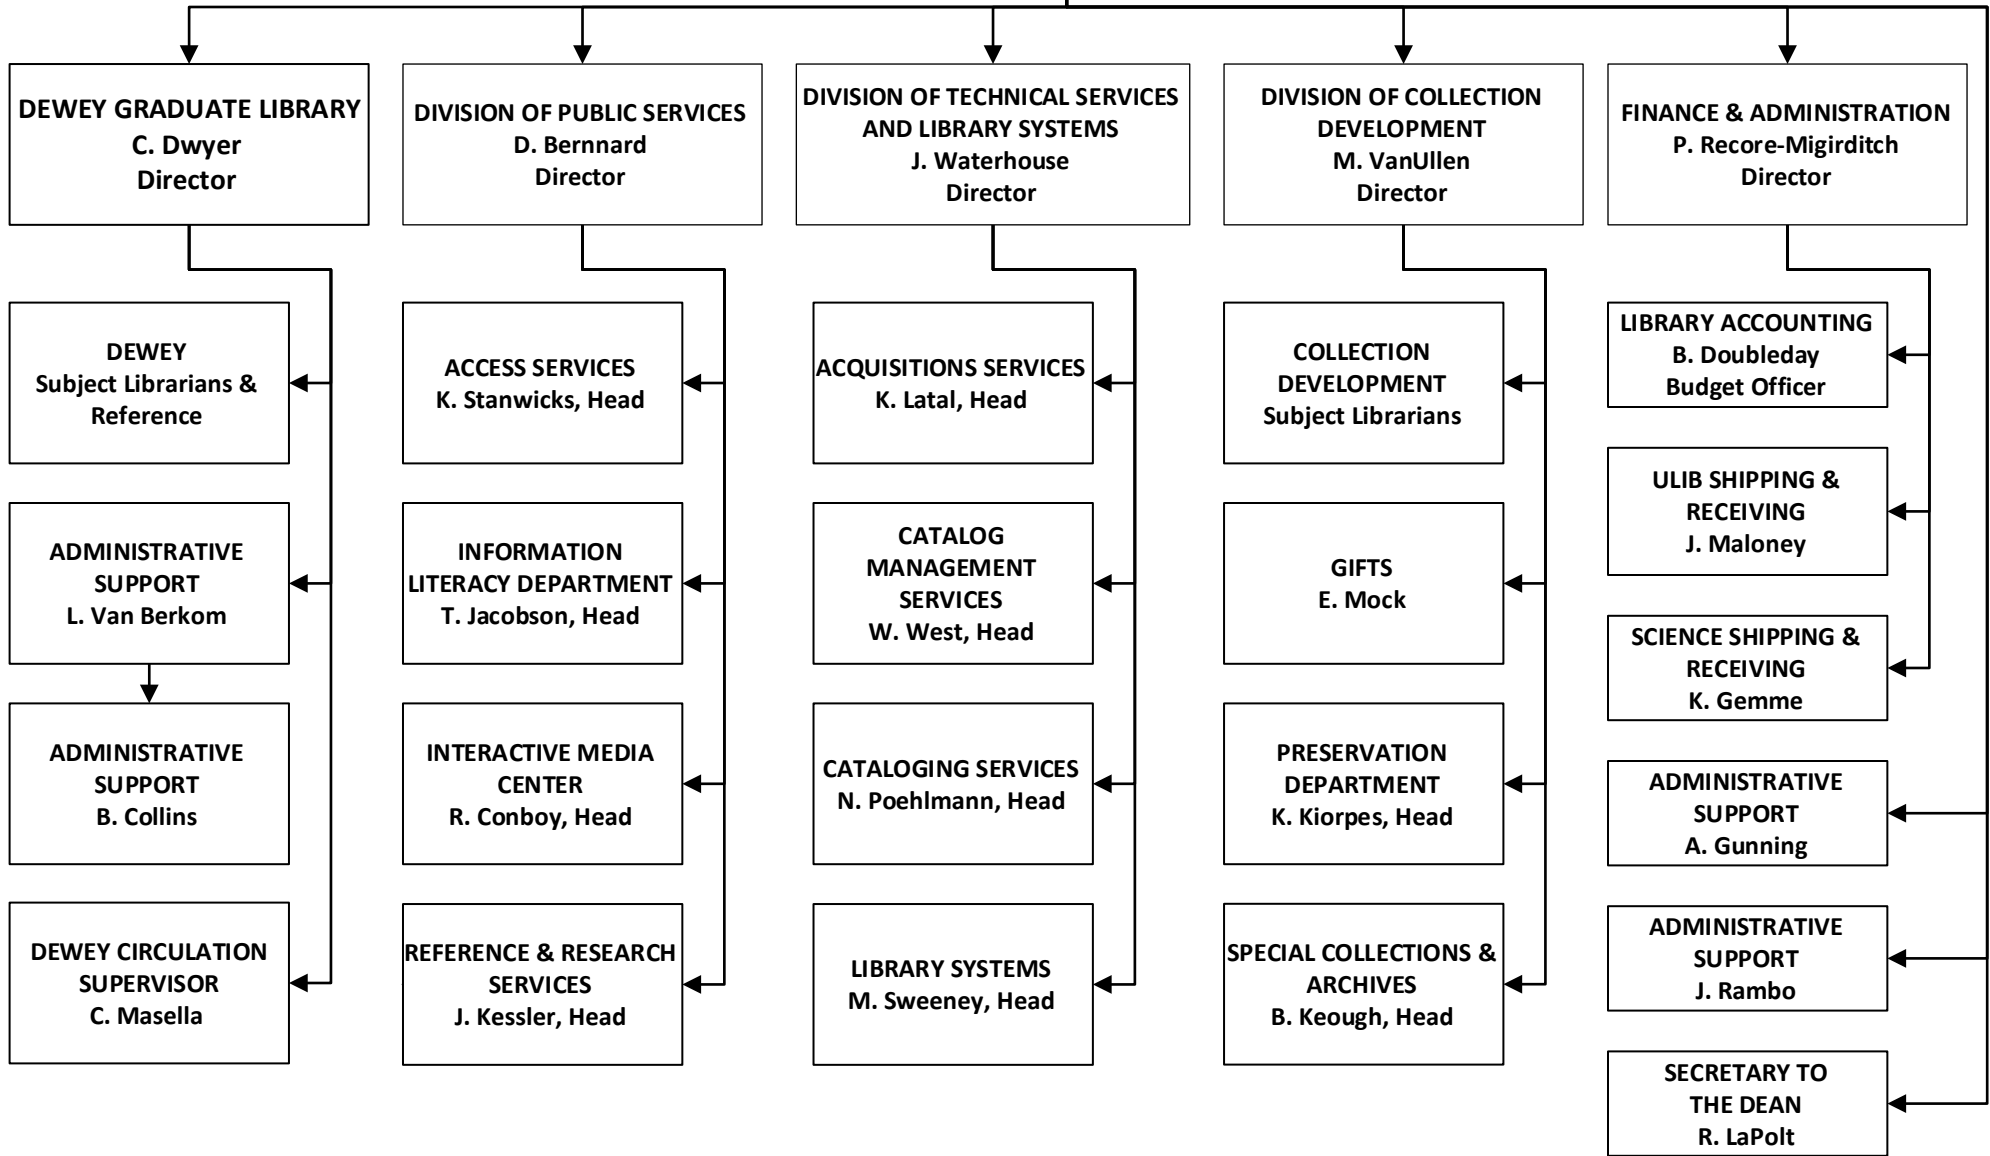 DEWEY GRADUATE LIBRARY
C. Dwyer
Director
DIVISION OF PUBLIC SERVICES
D. Bernnard
Director
DIVISION OF TECHNICAL SERVICES
AND LIBRARY SYSTEMS
J. Waterhouse
Director
DIVISION OF COLLECTION
DEVELOPMENT
M. VanUllen
Director
FINANCE & ADMINISTRATION
P. Recore-Migirditch
Director
DEWEY
Subject Librarians &
Reference
ADMINISTRATIVE
SUPPORT
L. Van Berkom
ADMINISTRATIVE
SUPPORT
B. Collins
DEWEY CIRCULATION
SUPERVISOR
C. Masella
ACCESS SERVICES
K. Stanwicks, Head
INFORMATION
LITERACY DEPARTMENT
T. Jacobson, Head
INTERACTIVE MEDIA
CENTER
R. Conboy, Head
REFERENCE & RESEARCH
SERVICES
J. Kessler, Head
ACQUISITIONS SERVICES
K. Latal, Head
CATALOG
MANAGEMENT
SERVICES
W. West, Head
CATALOGING SERVICES
N. Poehlmann, Head
LIBRARY SYSTEMS
M. Sweeney, Head
COLLECTION
DEVELOPMENT
Subject Librarians
GIFTS
E. Mock
PRESERVATION
DEPARTMENT
K. Kiorpes, Head
SPECIAL COLLECTIONS &
ARCHIVES
B. Keough, Head
LIBRARY ACCOUNTING
B. Doubleday
Budget Officer
ULIB SHIPPING &
RECEIVING
J. Maloney
SCIENCE SHIPPING &
RECEIVING
K. Gemme
ADMINISTRATIVE
SUPPORT
A. Gunning
ADMINISTRATIVE
SUPPORT
J. Rambo
SECRETARY TO
THE DEAN
R. LaPolt